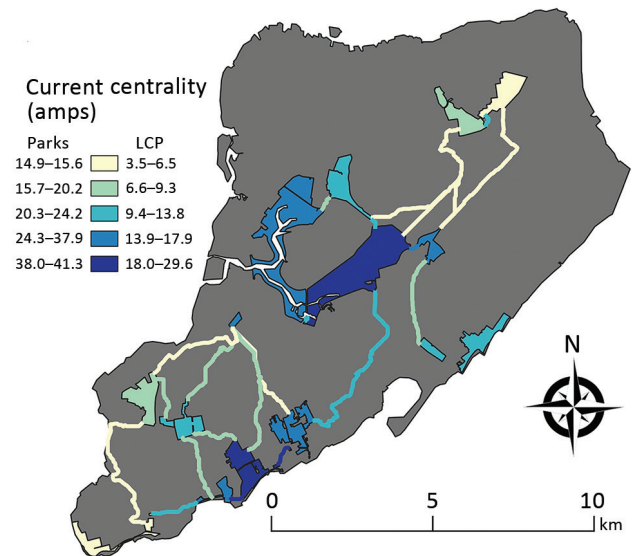 Current centrality
(amps)
Parks LCP
14.9–15.6 3.5–6.5
15.7–20.2 6.6–9.3
20.3–24.2 9.4–13.8
24.3–37.9 13.9–17.9
38.0–41.3 18.0–29.6
N
0 5 10
km